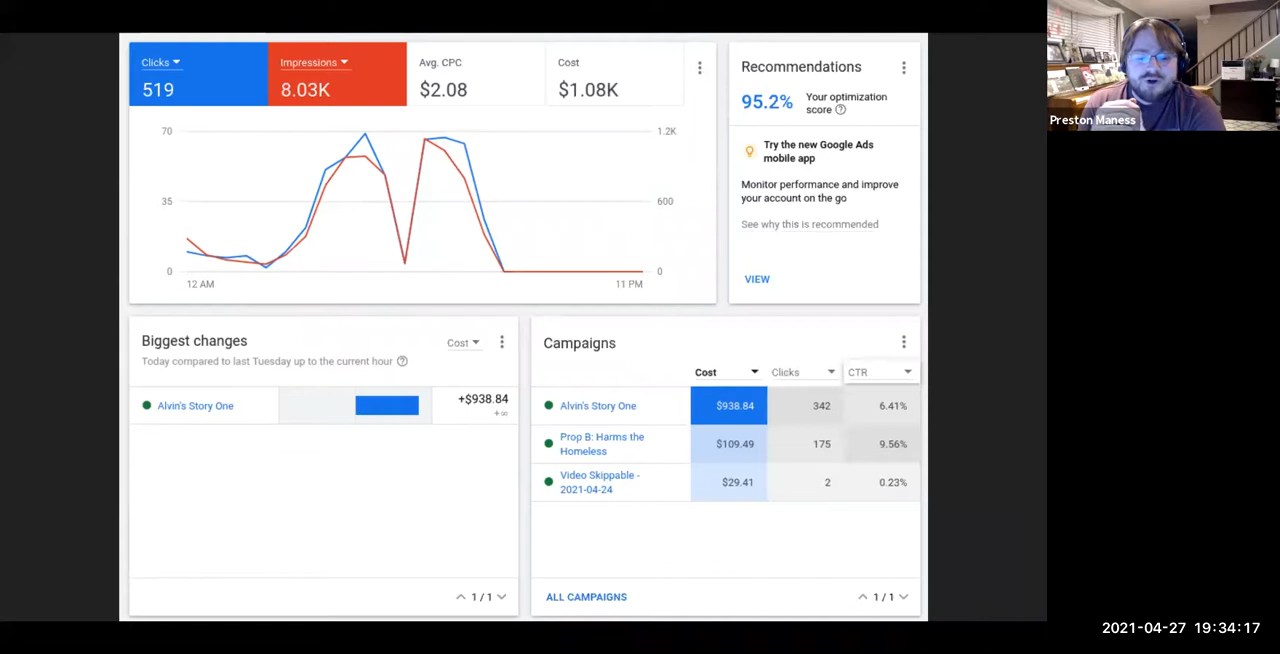 Clicks
519
Impressions
8.03K
Avg. CPC
$2.08
Cost
$1.08K
70
35
0
1.2K
600
0
12 AM
11 PM
Recommendations
95.2%
Your optimization
score
Try the new Google Ads
mobile app
Monitor performance and improve
your account on the go
See why this is recommended
VIEW
Preston Maness
Biggest changes
Cost
Today compared to last Tuesday up to the current hour
Alvin's Story One
+$938.84
+∞
1 / 1
Campaigns
Cost Clicks CTR
Alvin's Story One $938.84 342 6.41%
Prop B: Harms the
Homeless
$109.49 175 9.56%
Video Skippable -
2021-04-24
$29.41 2 0.23%
ALL CAMPAIGNS
1 / 1
2021-04-27 19:34:17